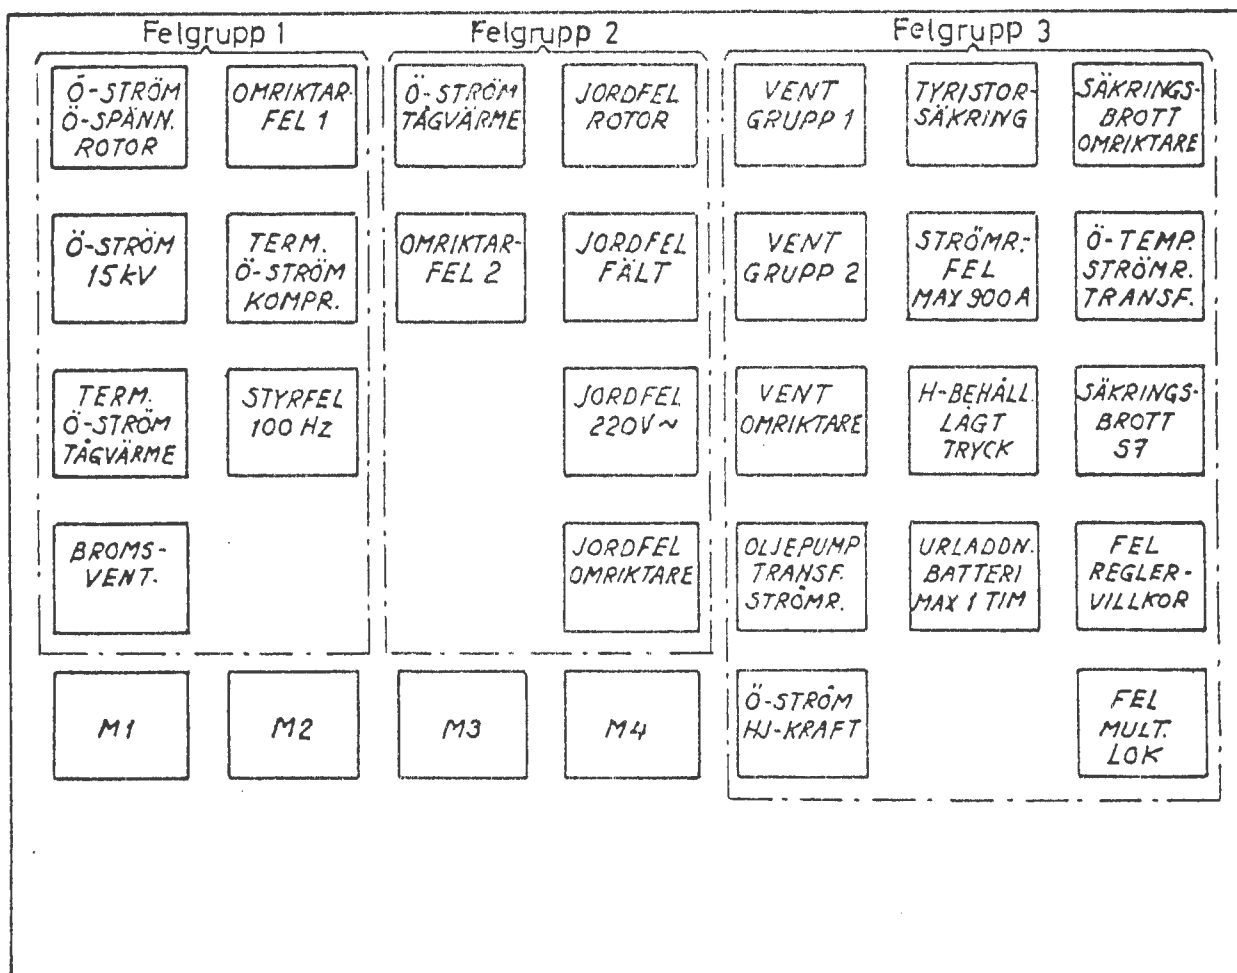 Felgrupp 1
Ö-STRÖM
Ö-SPÄNN.
ROTOR
OMRIKTAR-
FEL 1
Ö-STRÖM
15 kV
TERM.
Ö-STRÖM
KOMPR.
TERM.
Ö-STRÖM
TÅGVÄRME
STYRFEL
100 HZ
BROMS-
VENT.
Felgrupp 2
Ö-STRÖM
TÅGVÄRME
JORDFEL
ROTOR
OMRIKTAR-
FEL 2
JORDFEL
FÄLT
JORDFEL
220V ~
JORDFEL
OMRIKTARE
Felgrupp 3
VENT
GRUPP 1
TYRISTOR-
SÄKRING
SÄKRINGS-
BROTT
OMRIKTARE
VENT
GRUPP 2
STRÖMR.-
FEL
MAX 900 A
Ö-TEMP.
STRÖMR.
TRANSF.
VENT
OMRIKTARE
H-BEHÅLL.
LÅGT
TRYCK
SÄKRINGS-
BROTT
S7
OLJEPUMP
TRANSF.
STRÖMR.
URLADDN.
BATTERI
MAX 1 TIM
FEL
REGLER-
VILLKOR
Ö-STRÖM
HJ-KRAFT
FEL
MULT.
LOK
M1
M2
M3
M4